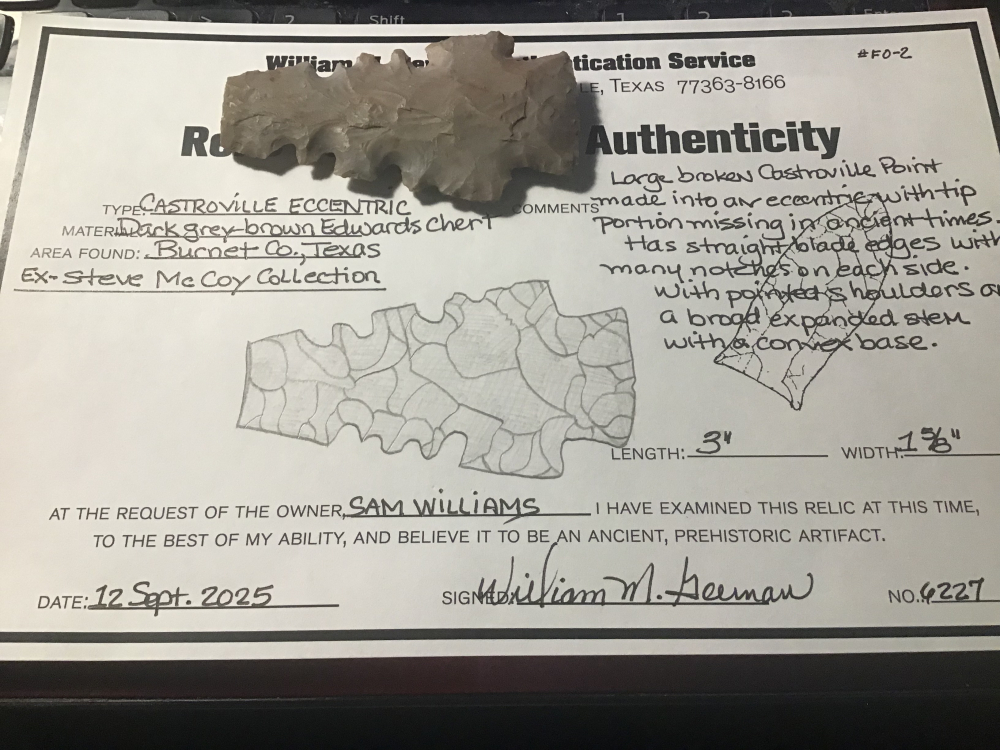 Shift
William
tication Service
#FO-2
LE, TEXAS 77363-8166
Authenticity
TYPE: CASTROVILLE ECCENTRIC
Dark grey-brown Edwards Chert
AREA FOUND: Burnet Co., Texas
Ex- Steve McCoy Collection
COMMENTS Large broken Castroville Point
made into an eccentric with tip
portion missing in ancient times.
Has straight blade edges with
many notches on each side.
With pointed shoulders
a broad expanded stem
with a convex base.
LENGTH: 3" WIDTH: 1 5/8"
AT THE REQUEST OF THE OWNER, SAM WILLIAMS I HAVE EXAMINED THIS RELIC AT THIS TIME,
TO THE BEST OF MY ABILITY, AND BELIEVE IT TO BE AN ANCIENT, PREHISTORIC ARTIFACT.
DATE: 12 Sept. 2025 SIGNED: William M. NO. 6227